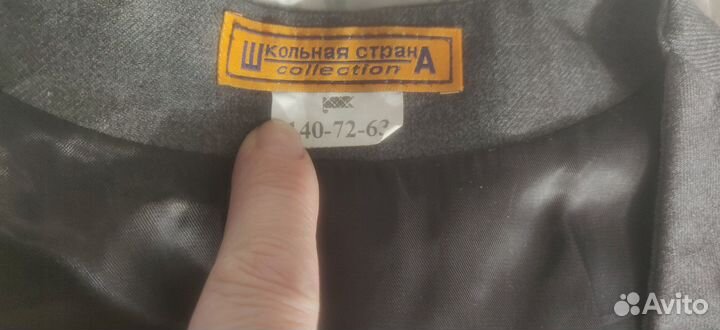 Школьная странА
collection
140-72-63
Avito